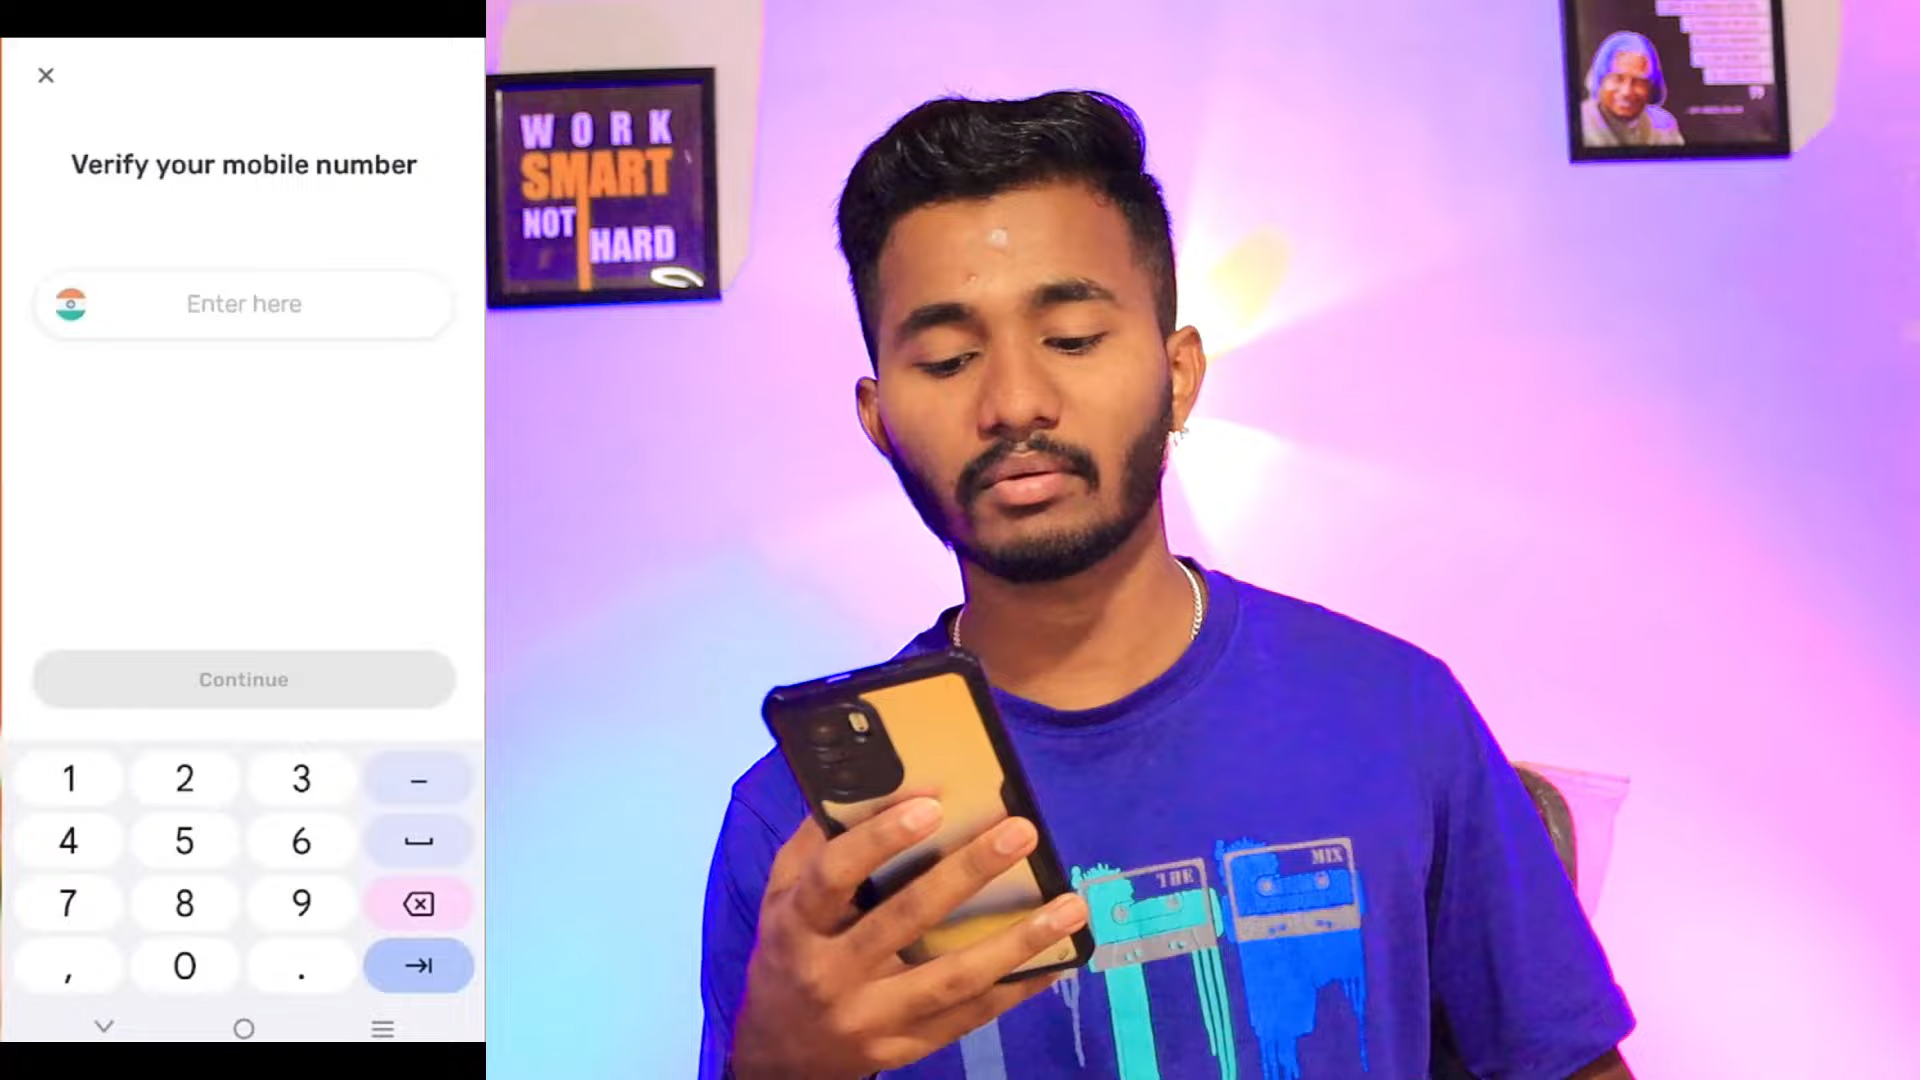 Verify your mobile number
Enter here
Continue
1 2 3 -
4 5 6
7 8 9
, 0 .
WORK
SMART
NOT
HARD
THE
MIX